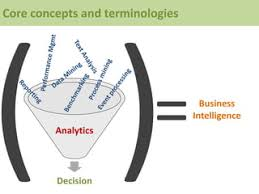 Core concepts and terminologies
Reporting
Performance Mgmt
Data Mining
Text Analysis
Benchmarking
Process mining
Event processing
Analytics
Business
Intelligence
Decision